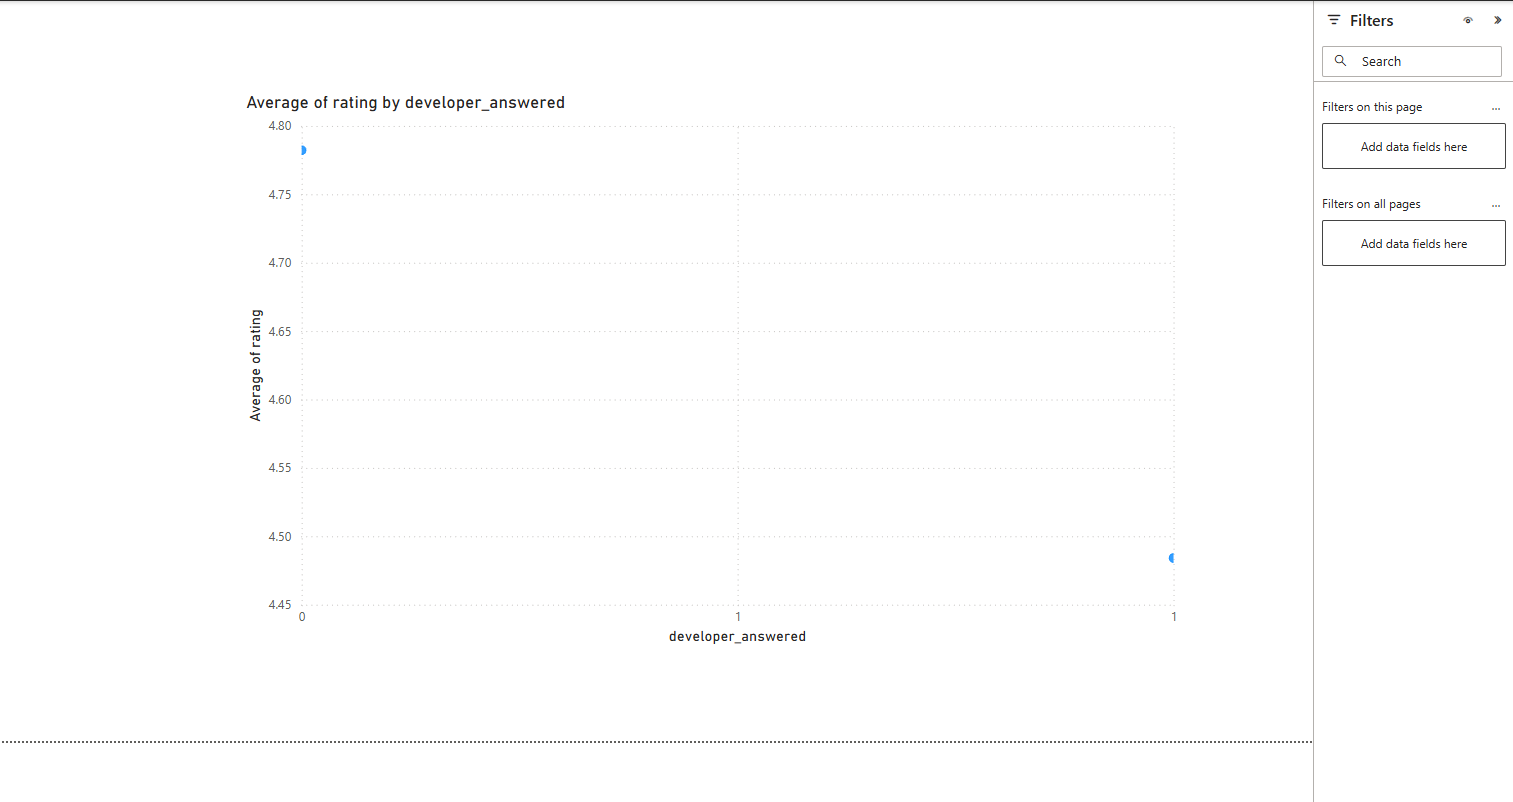 Average of rating by developer_answered
4.80
4.75
4.70
4.65
4.60
4.55
4.50
4.45
Average of rating
0 1 1
developer_answered
Filters
Search
Filters on this page ...
Add data fields here
Filters on all pages ...
Add data fields here